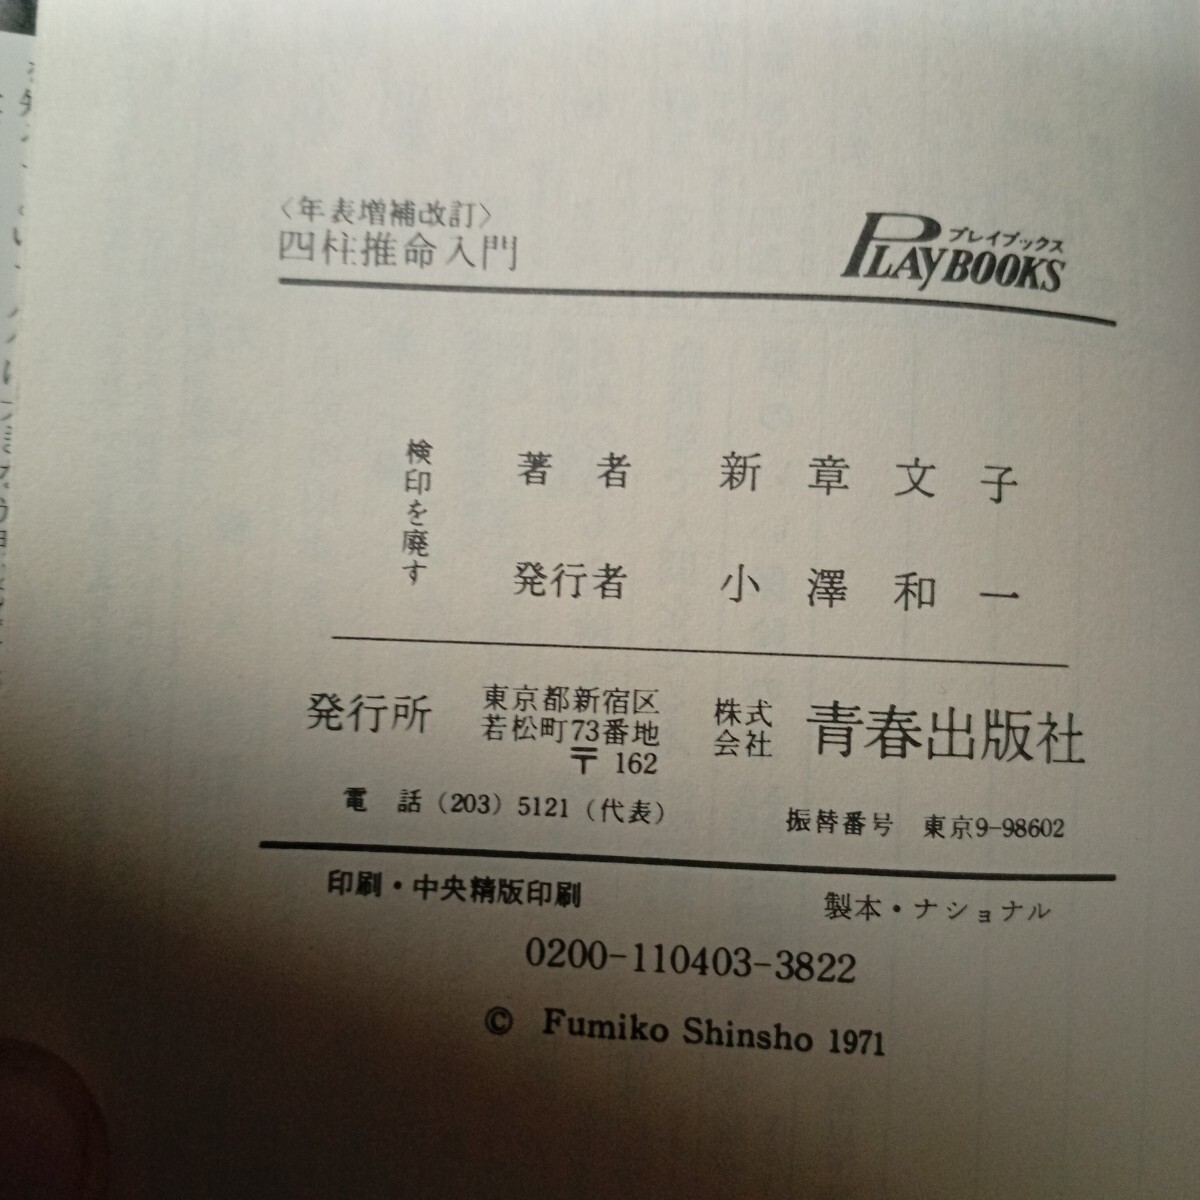 〈年表増補改訂〉
四柱推命入門
プレイブックス
PLAYBOOKS
検印を廃す
著者 新章文子
発行者 小澤和一
発行所
東京都新宿区
若松町73番地
〒162
株式
会社
青春出版社
電話(203)5121(代表)
振替番号 東京9-98602
印刷・中央精版印刷
製本・ナショナル
0200-110403-3822
© Fumiko Shinsho 1971